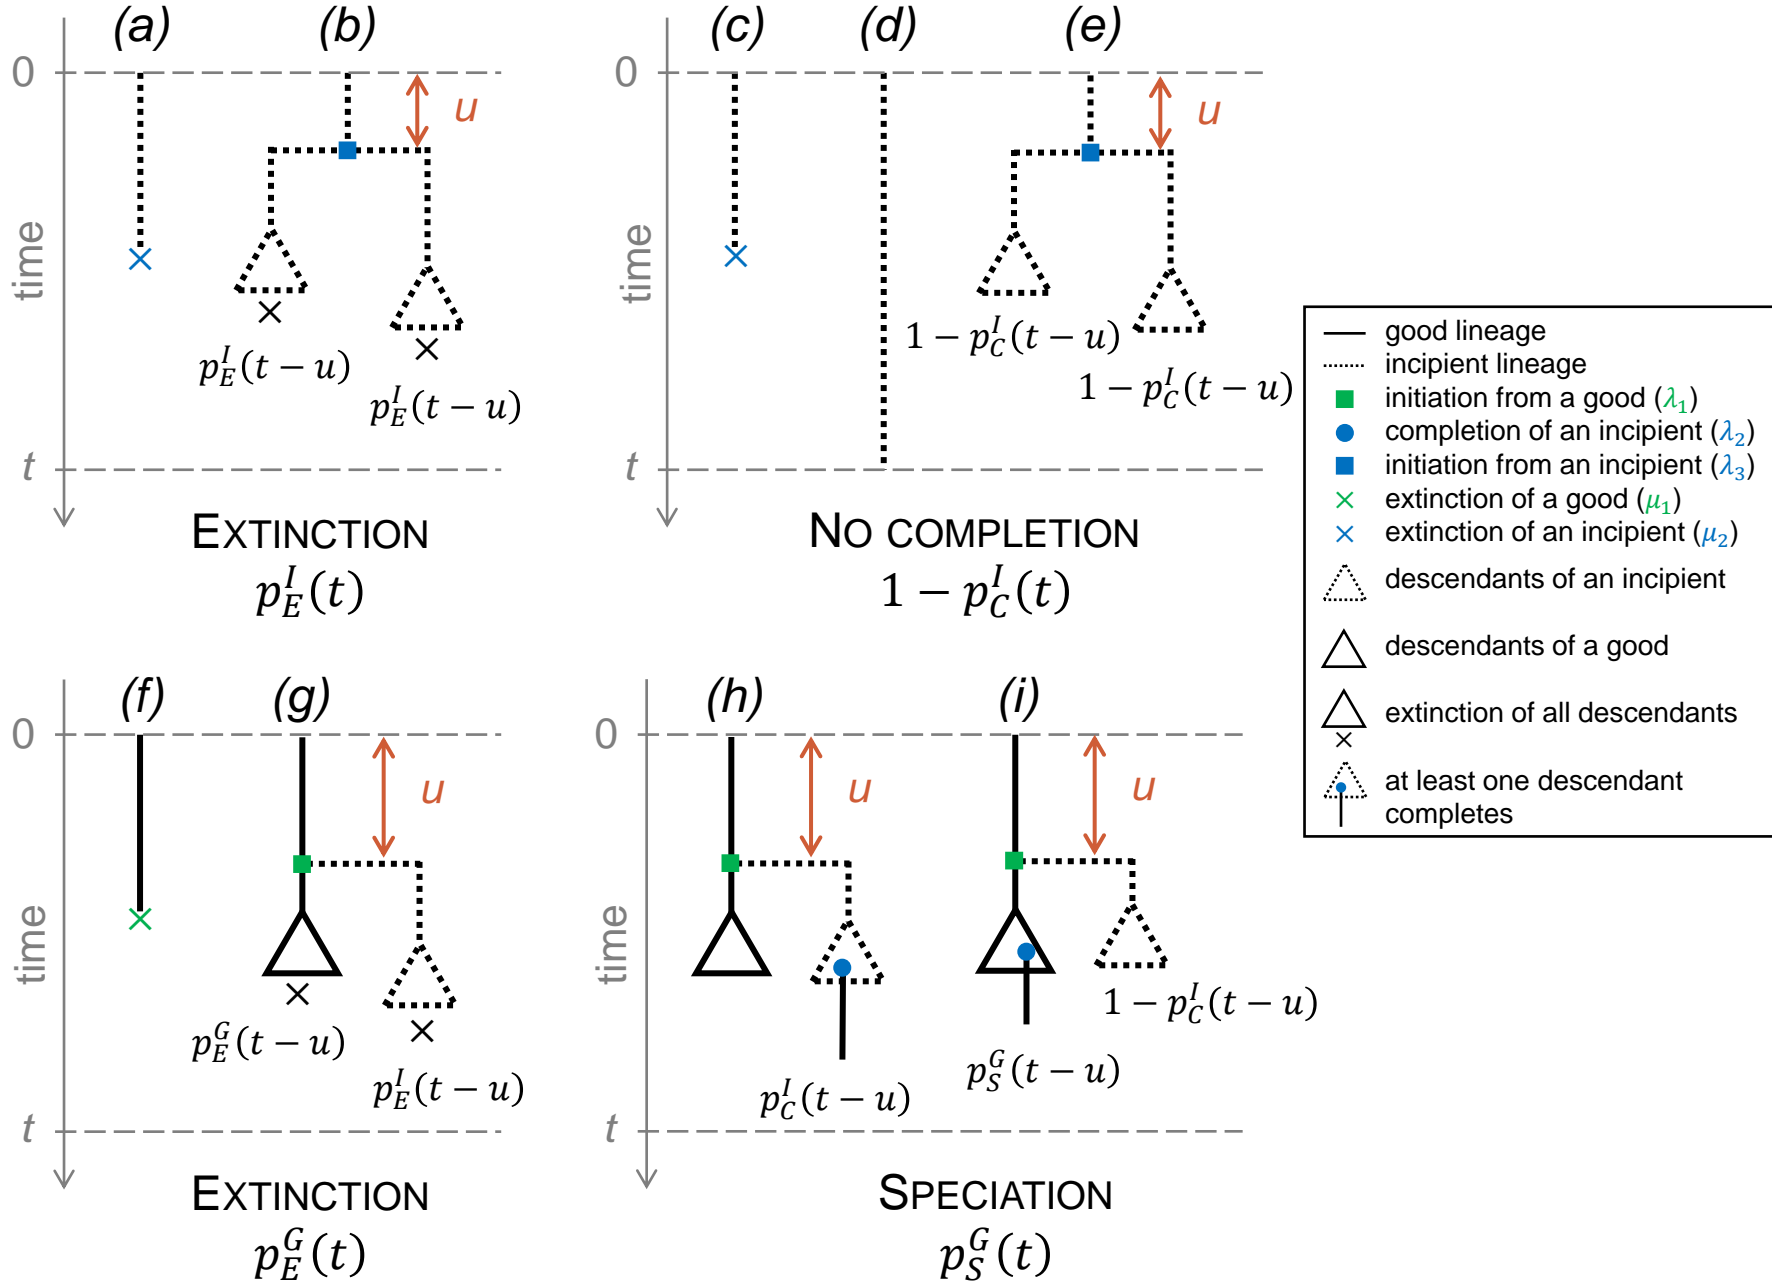 (a) (b) (c) (d) (e)
0 0
u u
time time
p_E^I(t − u)
p_E^I(t − u)
1 − p_C^I(t − u)
1 − p_C^I(t − u)
t t
EXTINCTION
p_E^I(t)
NO COMPLETION
1 − p_C^I(t)
good lineage
incipient lineage
initiation from a good (λ₁)
completion of an incipient (λ₂)
initiation from an incipient (λ₃)
extinction of a good (μ₁)
extinction of an incipient (μ₂)
descendants of an incipient
descendants of a good
extinction of all descendants
at least one descendant
completes
(f) (g) (h) (i)
0 0
u u u
time time
p_E^G(t − u)
p_E^I(t − u)
p_C^I(t − u)
p_S^G(t − u)
1 − p_C^I(t − u)
t t
EXTINCTION
p_E^G(t)
SPECIATION
p_S^G(t)